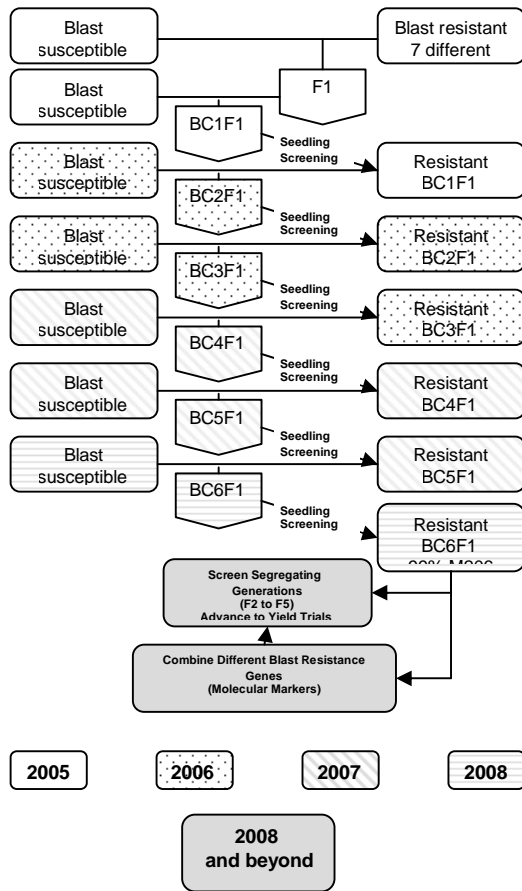 Blast
susceptible
Blast resistant
7 different
Blast
susceptible
F1
BC1F1
Seedling
Screening
Blast
susceptible
Resistant
BC1F1
BC2F1
Seedling
Screening
Blast
susceptible
Resistant
BC2F1
BC3F1
Seedling
Screening
Blast
susceptible
Resistant
BC3F1
BC4F1
Seedling
Screening
Blast
susceptible
Resistant
BC4F1
BC5F1
Seedling
Screening
Blast
susceptible
Resistant
BC5F1
BC6F1
Seedling
Screening
Resistant
BC6F1
Screen Segregating
Generations
(F2 to F5)
Advance to Yield Trials
Combine Different Blast Resistance
Genes
(Molecular Markers)
2005
2006
2007
2008
2008
and beyond